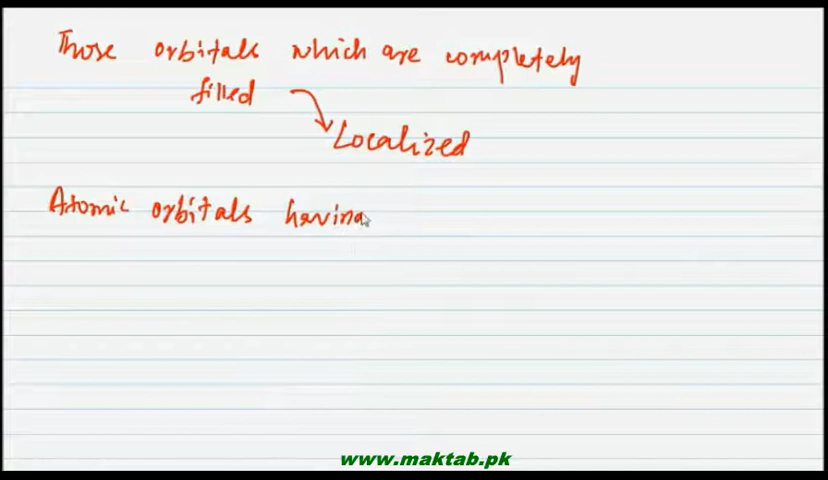 Those orbitals which are completely
filled
Localized
Atomic orbitals having
www.maktab.pk